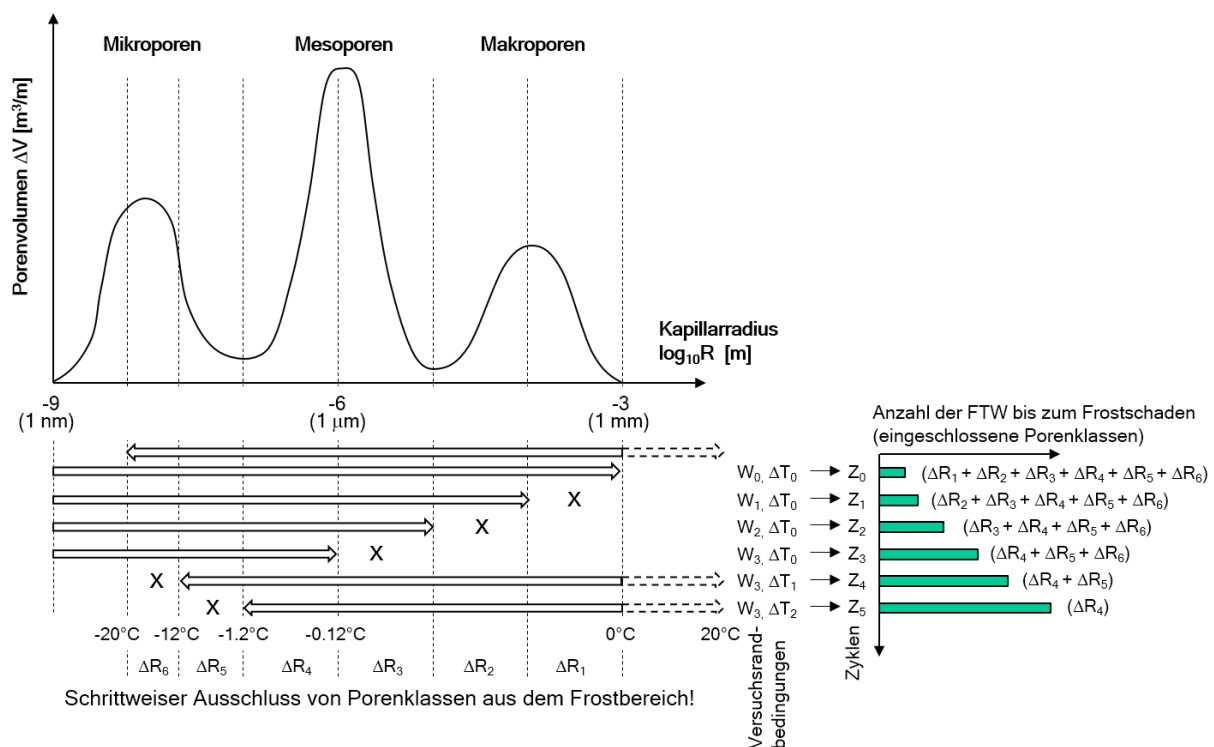 Mikroporen
Mesoporen
Makroporen
Porenvolumen ΔV [m³/m]
Kapillarradius
log₁₀R [m]
-9
(1 nm)
-6
(1 µm)
-3
(1 mm)
Anzahl der FTW bis zum Frostschaden
(eingeschlossene Porenklassen)
W₀, ΔT₀ Z₀ (ΔR₁ + ΔR₂ + ΔR₃ + ΔR₄ + ΔR₅ + ΔR₆)
X W₁, ΔT₀ Z₁ (ΔR₂ + ΔR₃ + ΔR₄ + ΔR₅ + ΔR₆)
X W₂, ΔT₀ Z₂ (ΔR₃ + ΔR₄ + ΔR₅ + ΔR₆)
X W₃, ΔT₀ Z₃ (ΔR₄ + ΔR₅ + ΔR₆)
X W₃, ΔT₁ Z₄ (ΔR₄ + ΔR₅)
X W₃, ΔT₂ Z₅ (ΔR₄)
-20°C -12°C -1.2°C -0.12°C 0°C 20°C
ΔR₆ ΔR₅ ΔR₄ ΔR₃ ΔR₂ ΔR₁
Versuchsrand-
bedingungen
Zyklen
Schrittweiser Ausschluss von Porenklassen aus dem Frostbereich!